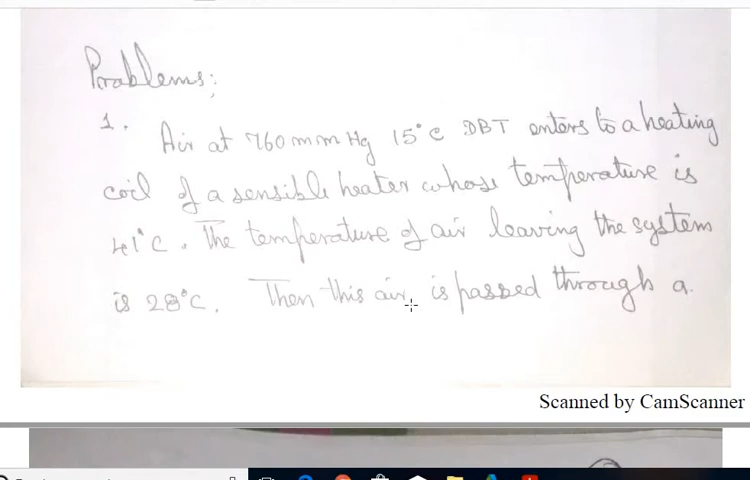 Problems:
1. Air at 760 mm Hg 15°C DBT enters to a heating
coil of a sensible heater whose temperature is
41°C. The temperature of air leaving the system
is 28°C. Then this air is passed through a
Scanned by CamScanner